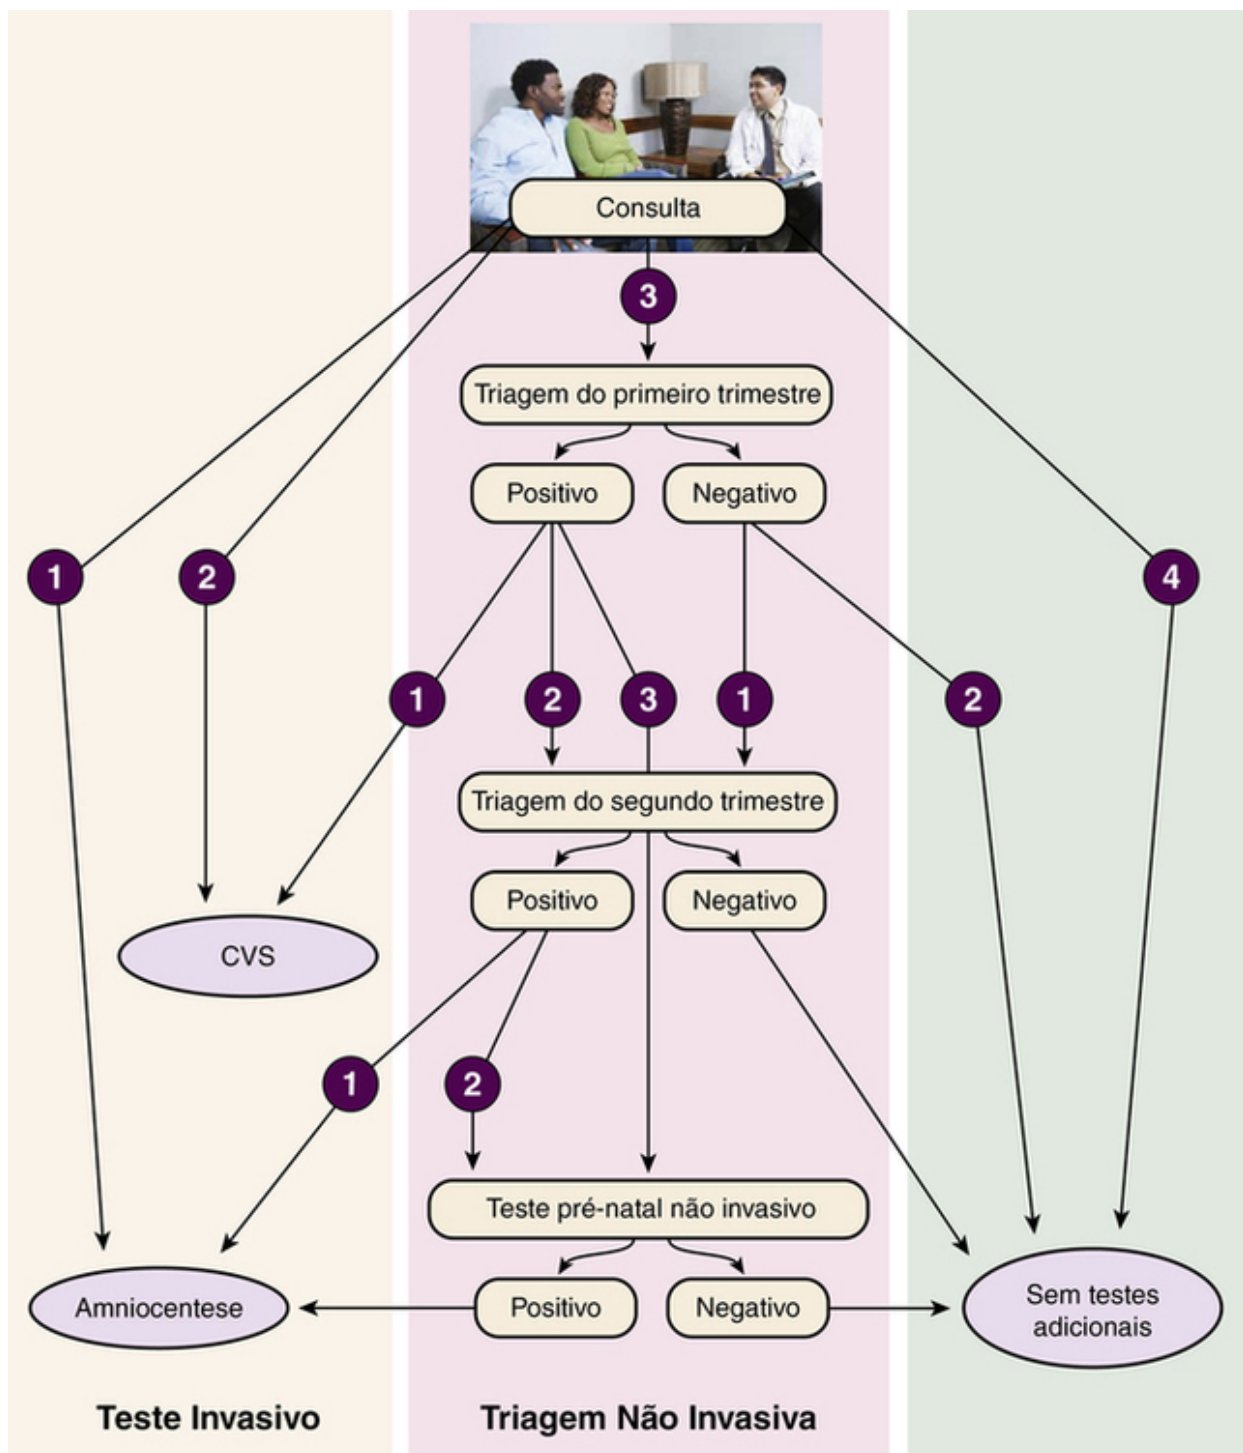 Consulta
3
Triagem do primeiro trimestre
Positivo
Negativo
1
2
4
1
2
3
1
2
Triagem do segundo trimestre
Positivo
Negativo
CVS
1
2
Teste pré-natal não invasivo
Amniocentese
Positivo
Negativo
Sem testes
adicionais
Teste Invasivo
Triagem Não Invasiva